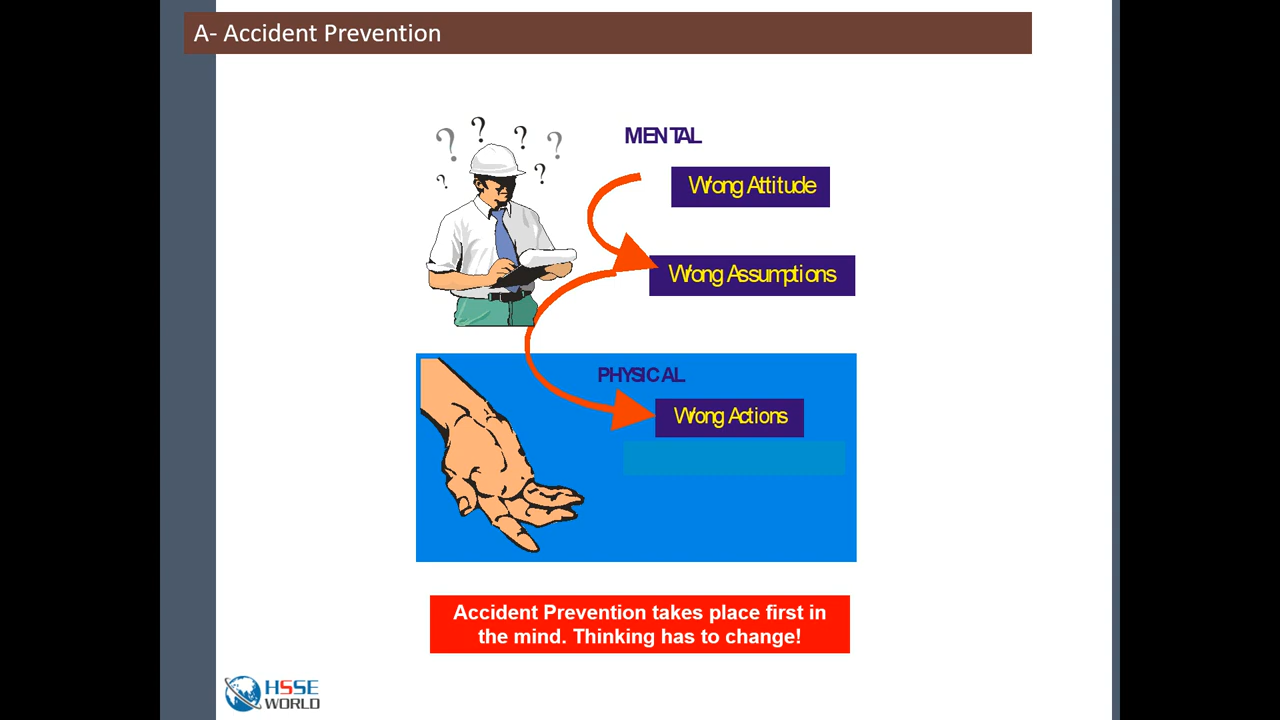 A- Accident Prevention
? ? ? ? ? ?
MENTAL
Wrong Attitude
Wrong Assumptions
PHYSICAL
Wrong Actions
Accident Prevention takes place first in
the mind. Thinking has to change!
HSSE
WORLD